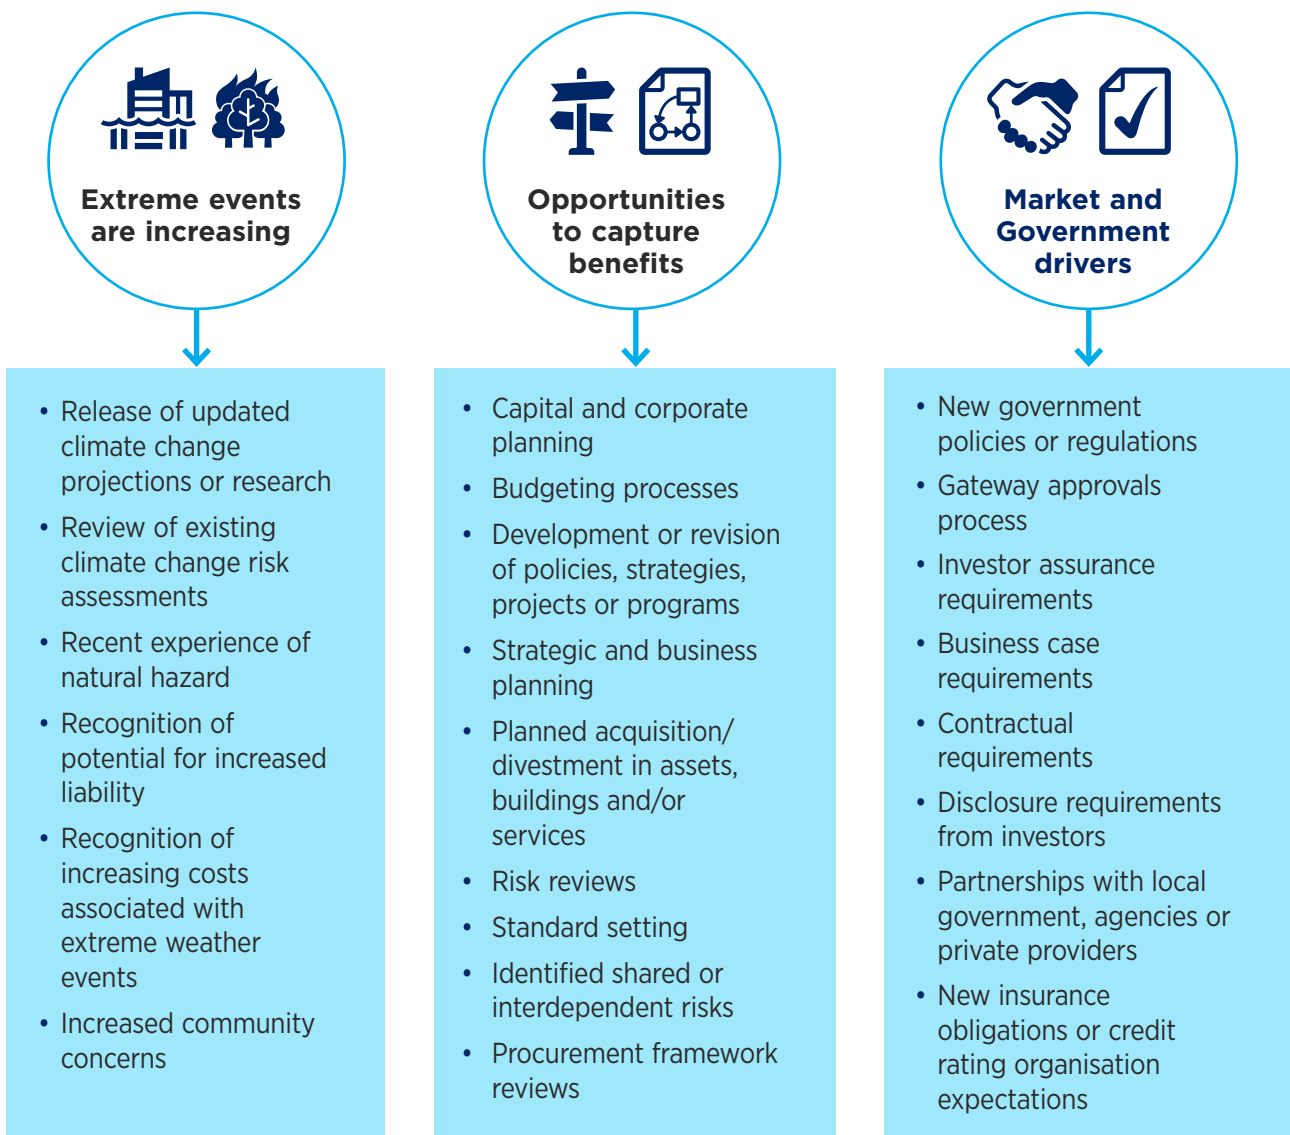 Extreme events
are increasing
• Release of updated
climate change
projections or research
• Review of existing
climate change risk
assessments
• Recent experience of
natural hazard
• Recognition of
potential for increased
liability
• Recognition of
increasing costs
associated with
extreme weather
events
• Increased community
concerns
Opportunities
to capture
benefits
• Capital and corporate
planning
• Budgeting processes
• Development or revision
of policies, strategies,
projects or programs
• Strategic and business
planning
• Planned acquisition/
divestment in assets,
buildings and/or
services
• Risk reviews
• Standard setting
• Identified shared or
interdependent risks
• Procurement framework
reviews
Market and
Government
drivers
• New government
policies or regulations
• Gateway approvals
process
• Investor assurance
requirements
• Business case
requirements
• Contractual
requirements
• Disclosure requirements
from investors
• Partnerships with local
government, agencies or
private providers
• New insurance
obligations or credit
rating organisation
expectations